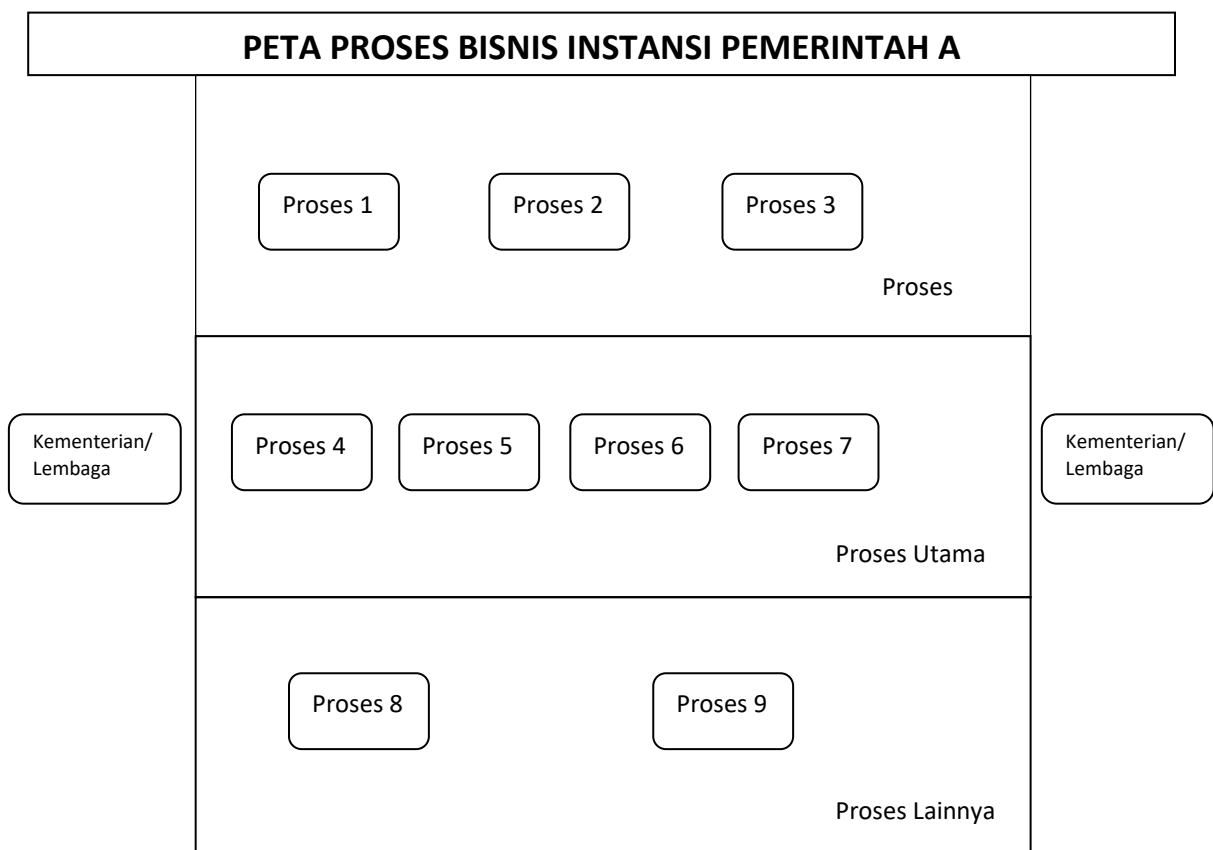 PETA PROSES BISNIS INSTANSI PEMERINTAH A
Proses 1
Proses 2
Proses 3
Proses
Kementerian/
Lembaga
Proses 4
Proses 5
Proses 6
Proses 7
Kementerian/
Lembaga
Proses Utama
Proses 8
Proses 9
Proses Lainnya